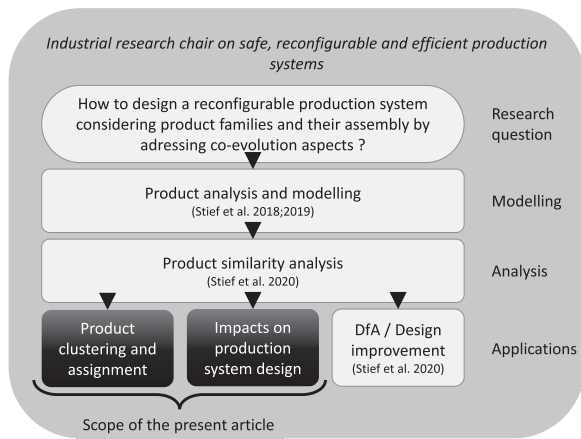 Industrial research chair on safe, reconfigurable and efficient production
systems
How to design a reconfigurable production system
considering product families and their assembly by
adressing co-evolution aspects ?
Research
question
Product analysis and modelling
(Stief et al. 2018;2019)
Modelling
Product similarity analysis
(Stief et al. 2020)
Analysis
Product
clustering and
assignment
Impacts on
production
system design
DfA / Design
improvement
(Stief et al. 2020)
Applications
Scope of the present article